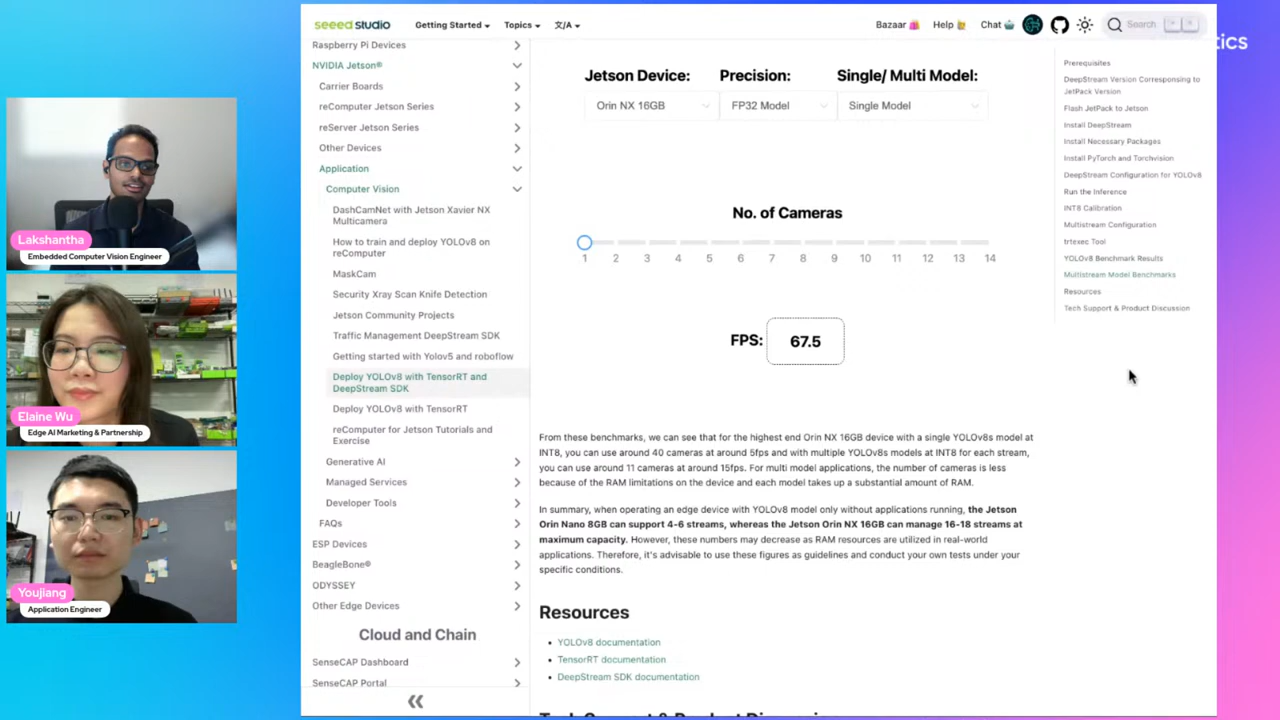 seeed studio
Getting Started
Topics
文/A
Bazaar
Help
Chat
Search
tics
Lakshantha
Embedded Computer Vision Engineer
Elaine Wu
Edge AI Marketing & Partnership
Youjiang
Application Engineer
Raspberry Pi Devices
NVIDIA Jetson®
Carrier Boards
reComputer Jetson Series
reServer Jetson Series
Other Devices
Application
Computer Vision
DashCamNet with Jetson Xavier NX
Multicamera
How to train and deploy YOLOv8 on
reComputer
MaskCam
Security Xray Scan Knife Detection
Jetson Community Projects
Traffic Management DeepStream SDK
Getting started with Yolov5 and roboflow
Deploy YOLOv8 with TensorRT and
DeepStream SDK
Deploy YOLOv8 with TensorRT
reComputer for Jetson Tutorials and
Exercise
Generative AI
Managed Services
Developer Tools
FAQs
ESP Devices
BeagleBone®
ODYSSEY
Other Edge Devices
Cloud and Chain
SenseCAP Dashboard
SenseCAP Portal
Jetson Device: Precision: Single/ Multi Model:
Orin NX 16GB FP32 Model Single Model
No. of Cameras
1 2 3 4 5 6 7 8 9 10 11 12 13 14
FPS: 67.5
From these benchmarks, we can see that for the highest end Orin NX 16GB device with a single YOLOv8s model at
INT8, you can use around 40 cameras at around 5fps and with multiple YOLOv8s models at INT8 for each stream,
you can use around 11 cameras at around 15fps. For multi model applications, the number of cameras is less
because of the RAM limitations on the device and each model takes up a substantial amount of RAM.
In summary, when operating an edge device with YOLOv8 model only without applications running, the Jetson
Orin Nano 8GB can support 4-6 streams, whereas the Jetson Orin NX 16GB can manage 16-18 streams at
maximum capacity. However, these numbers may decrease as RAM resources are utilized in real-world
applications. Therefore, it's advisable to use these figures as guidelines and conduct your own tests under your
specific conditions.
Resources
YOLOv8 documentation
TensorRT documentation
DeepStream SDK documentation
Prerequisites
DeepStream Version Corresponsing to
JetPack Version
Flash JetPack to Jetson
Install DeepStream
Install Necessary Packages
Install PyTorch and Torchvision
DeepStream Configuration for YOLOv8
Run the Inference
INT8 Calibration
Multistream Configuration
trtexec Tool
YOLOv8 Benchmark Results
Multistream Model Benchmarks
Resources
Tech Support & Product Discussion